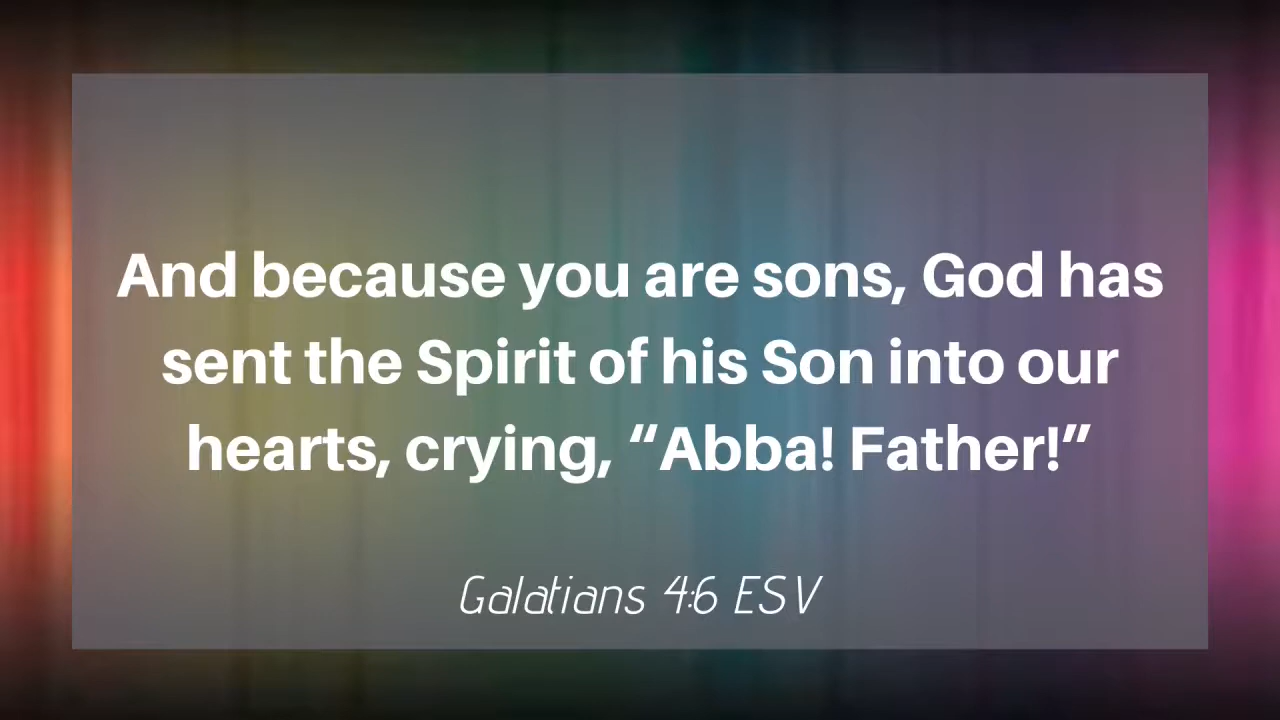 And because you are sons, God has
sent the Spirit of his Son into our
hearts, crying, “Abba! Father!”
Galatians 4:6 ESV